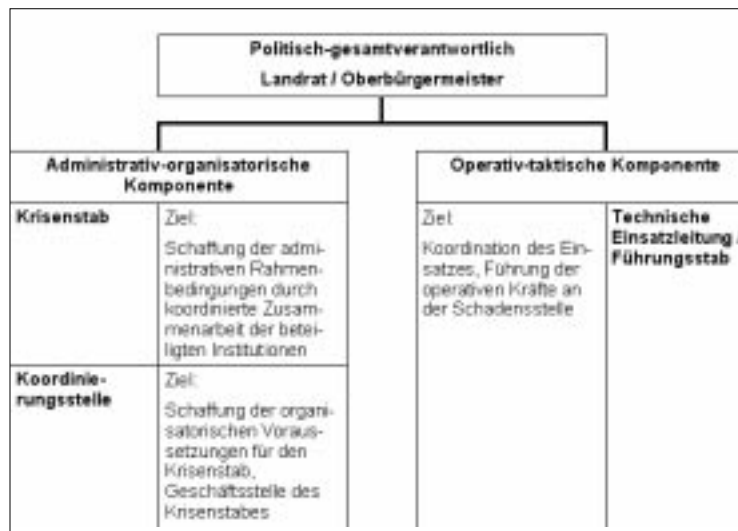 Politisch-gesamtverantwortlich
Landrat / Oberbürgermeister
Administrativ-organisatorische
Komponente
Krisenstab
Ziel:
Schaffung der admi-
nistrativen Rahmen-
bedingungen durch
koordinierte Zusam-
menarbeit der betei-
ligten Institutionen
Koordinie-
rungsstelle
Ziel:
Schaffung der organi-
satorischen Voraus-
setzungen für den
Krisenstab,
Geschäftsstelle des
Krisenstabes
Operativ-taktische Komponente
Ziel:
Koordination des Ein-
satzes, Führung der
operativen Kräfte an
der Schadensstelle
Technische
Einsatzleitung /
Führungsstab